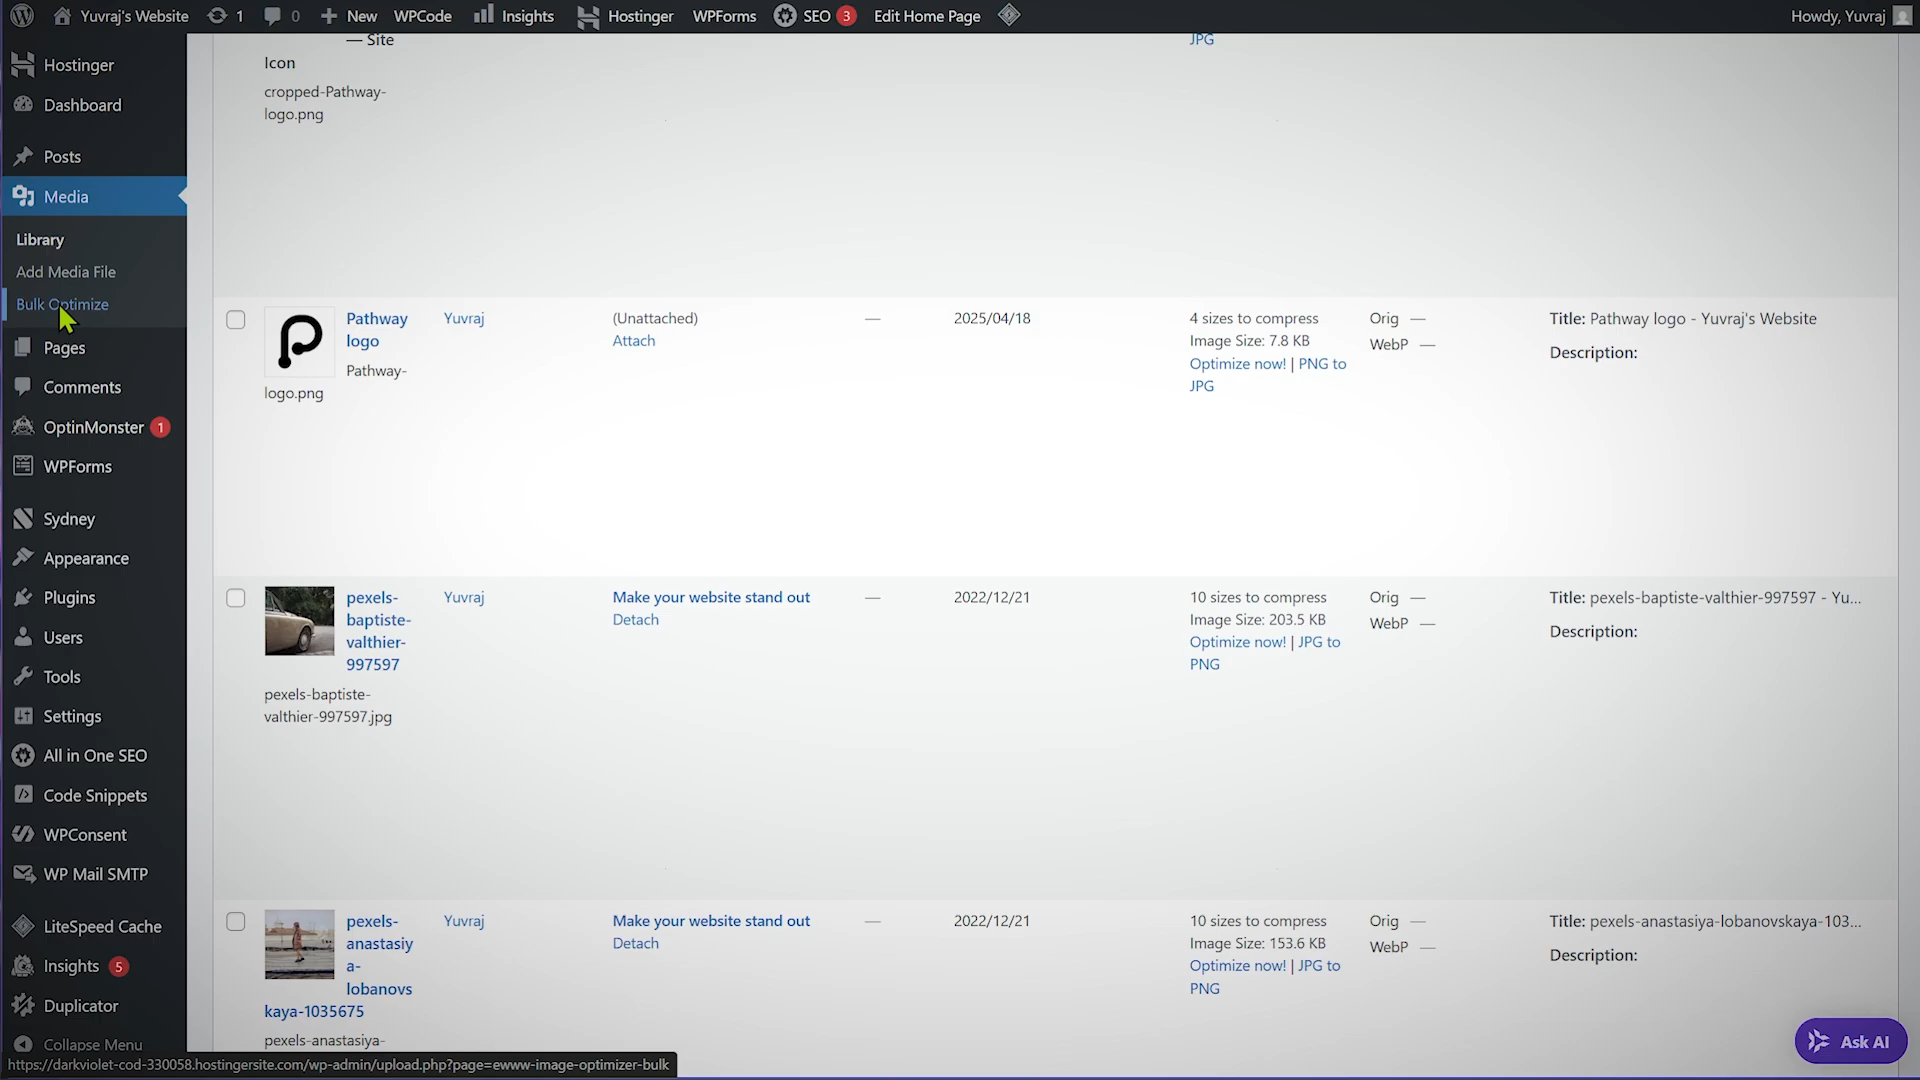 Yuvraj's Website 1 0 New WPCode Insights Hostinger WPForms SEO 3 Edit Home Page Howdy, Yuvraj
Hostinger
Dashboard
Posts
Media
Library
Add Media File
Bulk Optimize
Pages
Comments
OptinMonster 1
WPForms
Sydney
Appearance
Plugins
Users
Tools
Settings
All in One SEO
Code Snippets
WPConsent
WP Mail SMTP
LiteSpeed Cache
Insights 5
Duplicator
Collapse Menu
— Site
Icon
cropped-Pathway-
logo.png
JPG
Pathway
logo
Pathway-
logo.png
Yuvraj
(Unattached)
Attach
—
2025/04/18
4 sizes to compress
Image Size: 7.8 KB
Optimize now! | PNG to
JPG
Orig —
WebP —
Title: Pathway logo - Yuvraj's Website
Description:
pexels-
baptiste-
valthier-
997597
pexels-baptiste-
valthier-997597.jpg
Yuvraj
Make your website stand out
Detach
—
2022/12/21
10 sizes to compress
Image Size: 203.5 KB
Optimize now! | JPG to
PNG
Orig —
WebP —
Title: pexels-baptiste-valthier-997597 - Yu...
Description:
pexels-
anastasiy
a-
lobanovs
kaya-1035675
pexels-anastasiya-
Yuvraj
Make your website stand out
Detach
—
2022/12/21
10 sizes to compress
Image Size: 153.6 KB
Optimize now! | JPG to
PNG
Orig —
WebP —
Title: pexels-anastasiya-lobanovskaya-103...
Description:
Ask AI
https://darkviolet-cod-330058.hostingersite.com/wp-admin/upload.php?page=ewww-image-optimizer-bulk